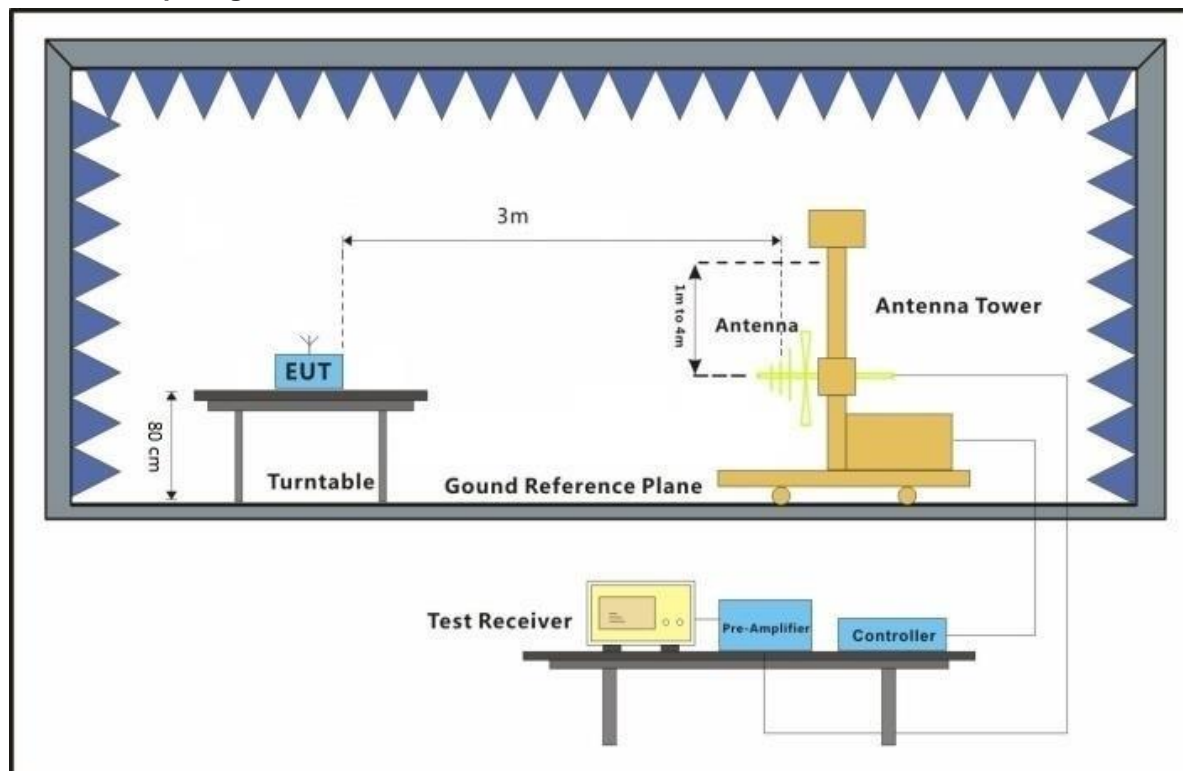 3m
1m to 4m
Antenna
Antenna Tower
EUT
80 cm
Turntable
Gound Reference Plane
Test Receiver
Pre-Amplifier
Controller